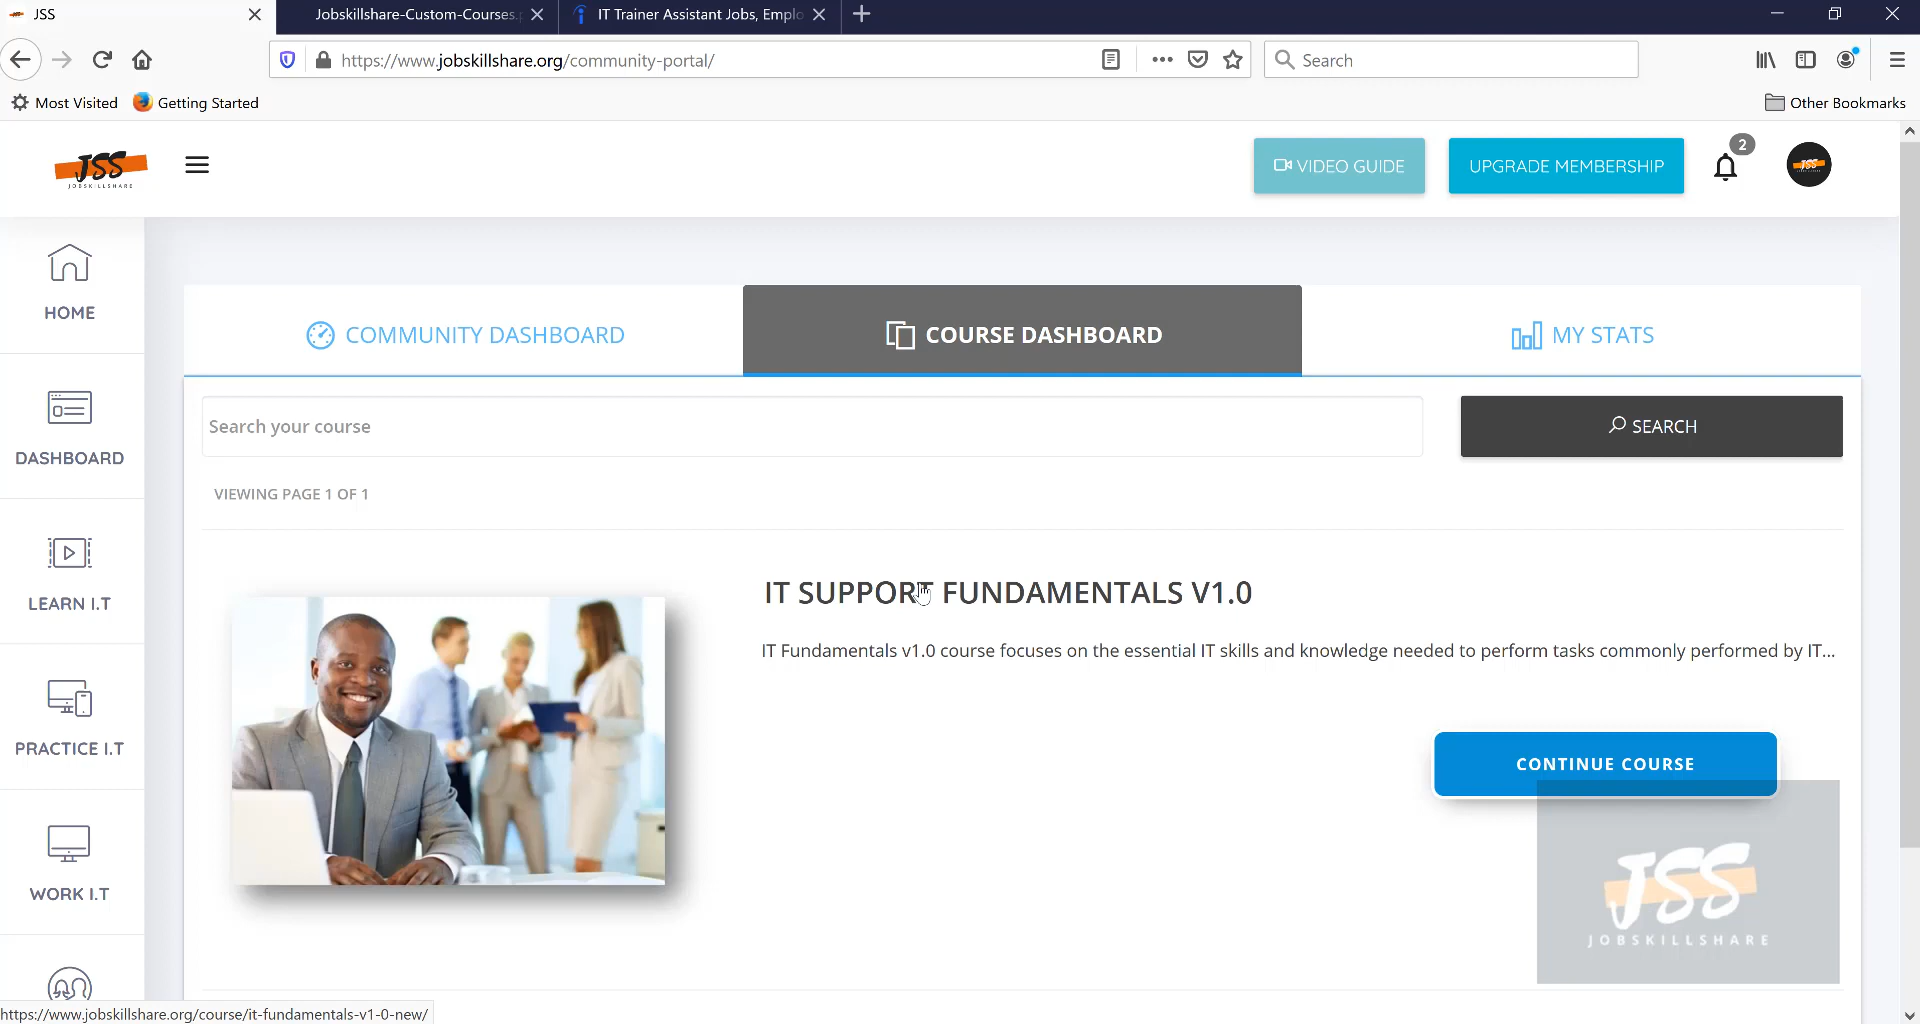 JSS
Jobskillshare-Custom-Courses.
IT Trainer Assistant Jobs, Emplo
https://www.jobskillshare.org/community-portal/
Search
Most Visited
Getting Started
Other Bookmarks
JSS
JOBSKILLSHARE
VIDEO GUIDE
UPGRADE MEMBERSHIP
2
HOME
COMMUNITY DASHBOARD
COURSE DASHBOARD
MY STATS
DASHBOARD
Search your course
SEARCH
VIEWING PAGE 1 OF 1
LEARN I.T
IT SUPPORT FUNDAMENTALS V1.0
IT Fundamentals v1.0 course focuses on the essential IT skills and knowledge needed to perform tasks commonly performed by IT...
PRACTICE I.T
CONTINUE COURSE
WORK I.T
JSS
JOBSKILLSHARE
https://www.jobskillshare.org/course/it-fundamentals-v1-0-new/